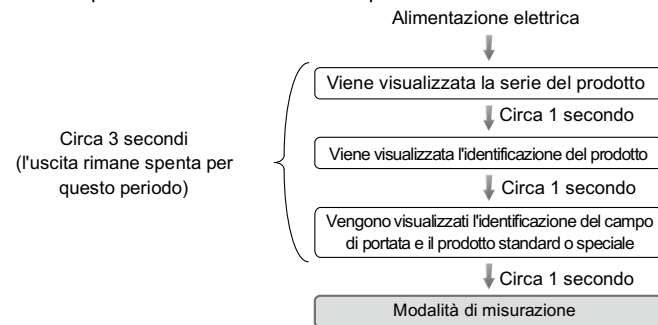 Alimentazione elettrica
Viene visualizzata la serie del prodotto
Circa 1 secondo
Circa 3 secondi
(l'uscita rimane spenta per
questo periodo)
Viene visualizzata l'identificazione del prodotto
Circa 1 secondo
Vengono visualizzati l'identificazione del campo
di portata e il prodotto standard o speciale
Circa 1 secondo
Modalità di misurazione